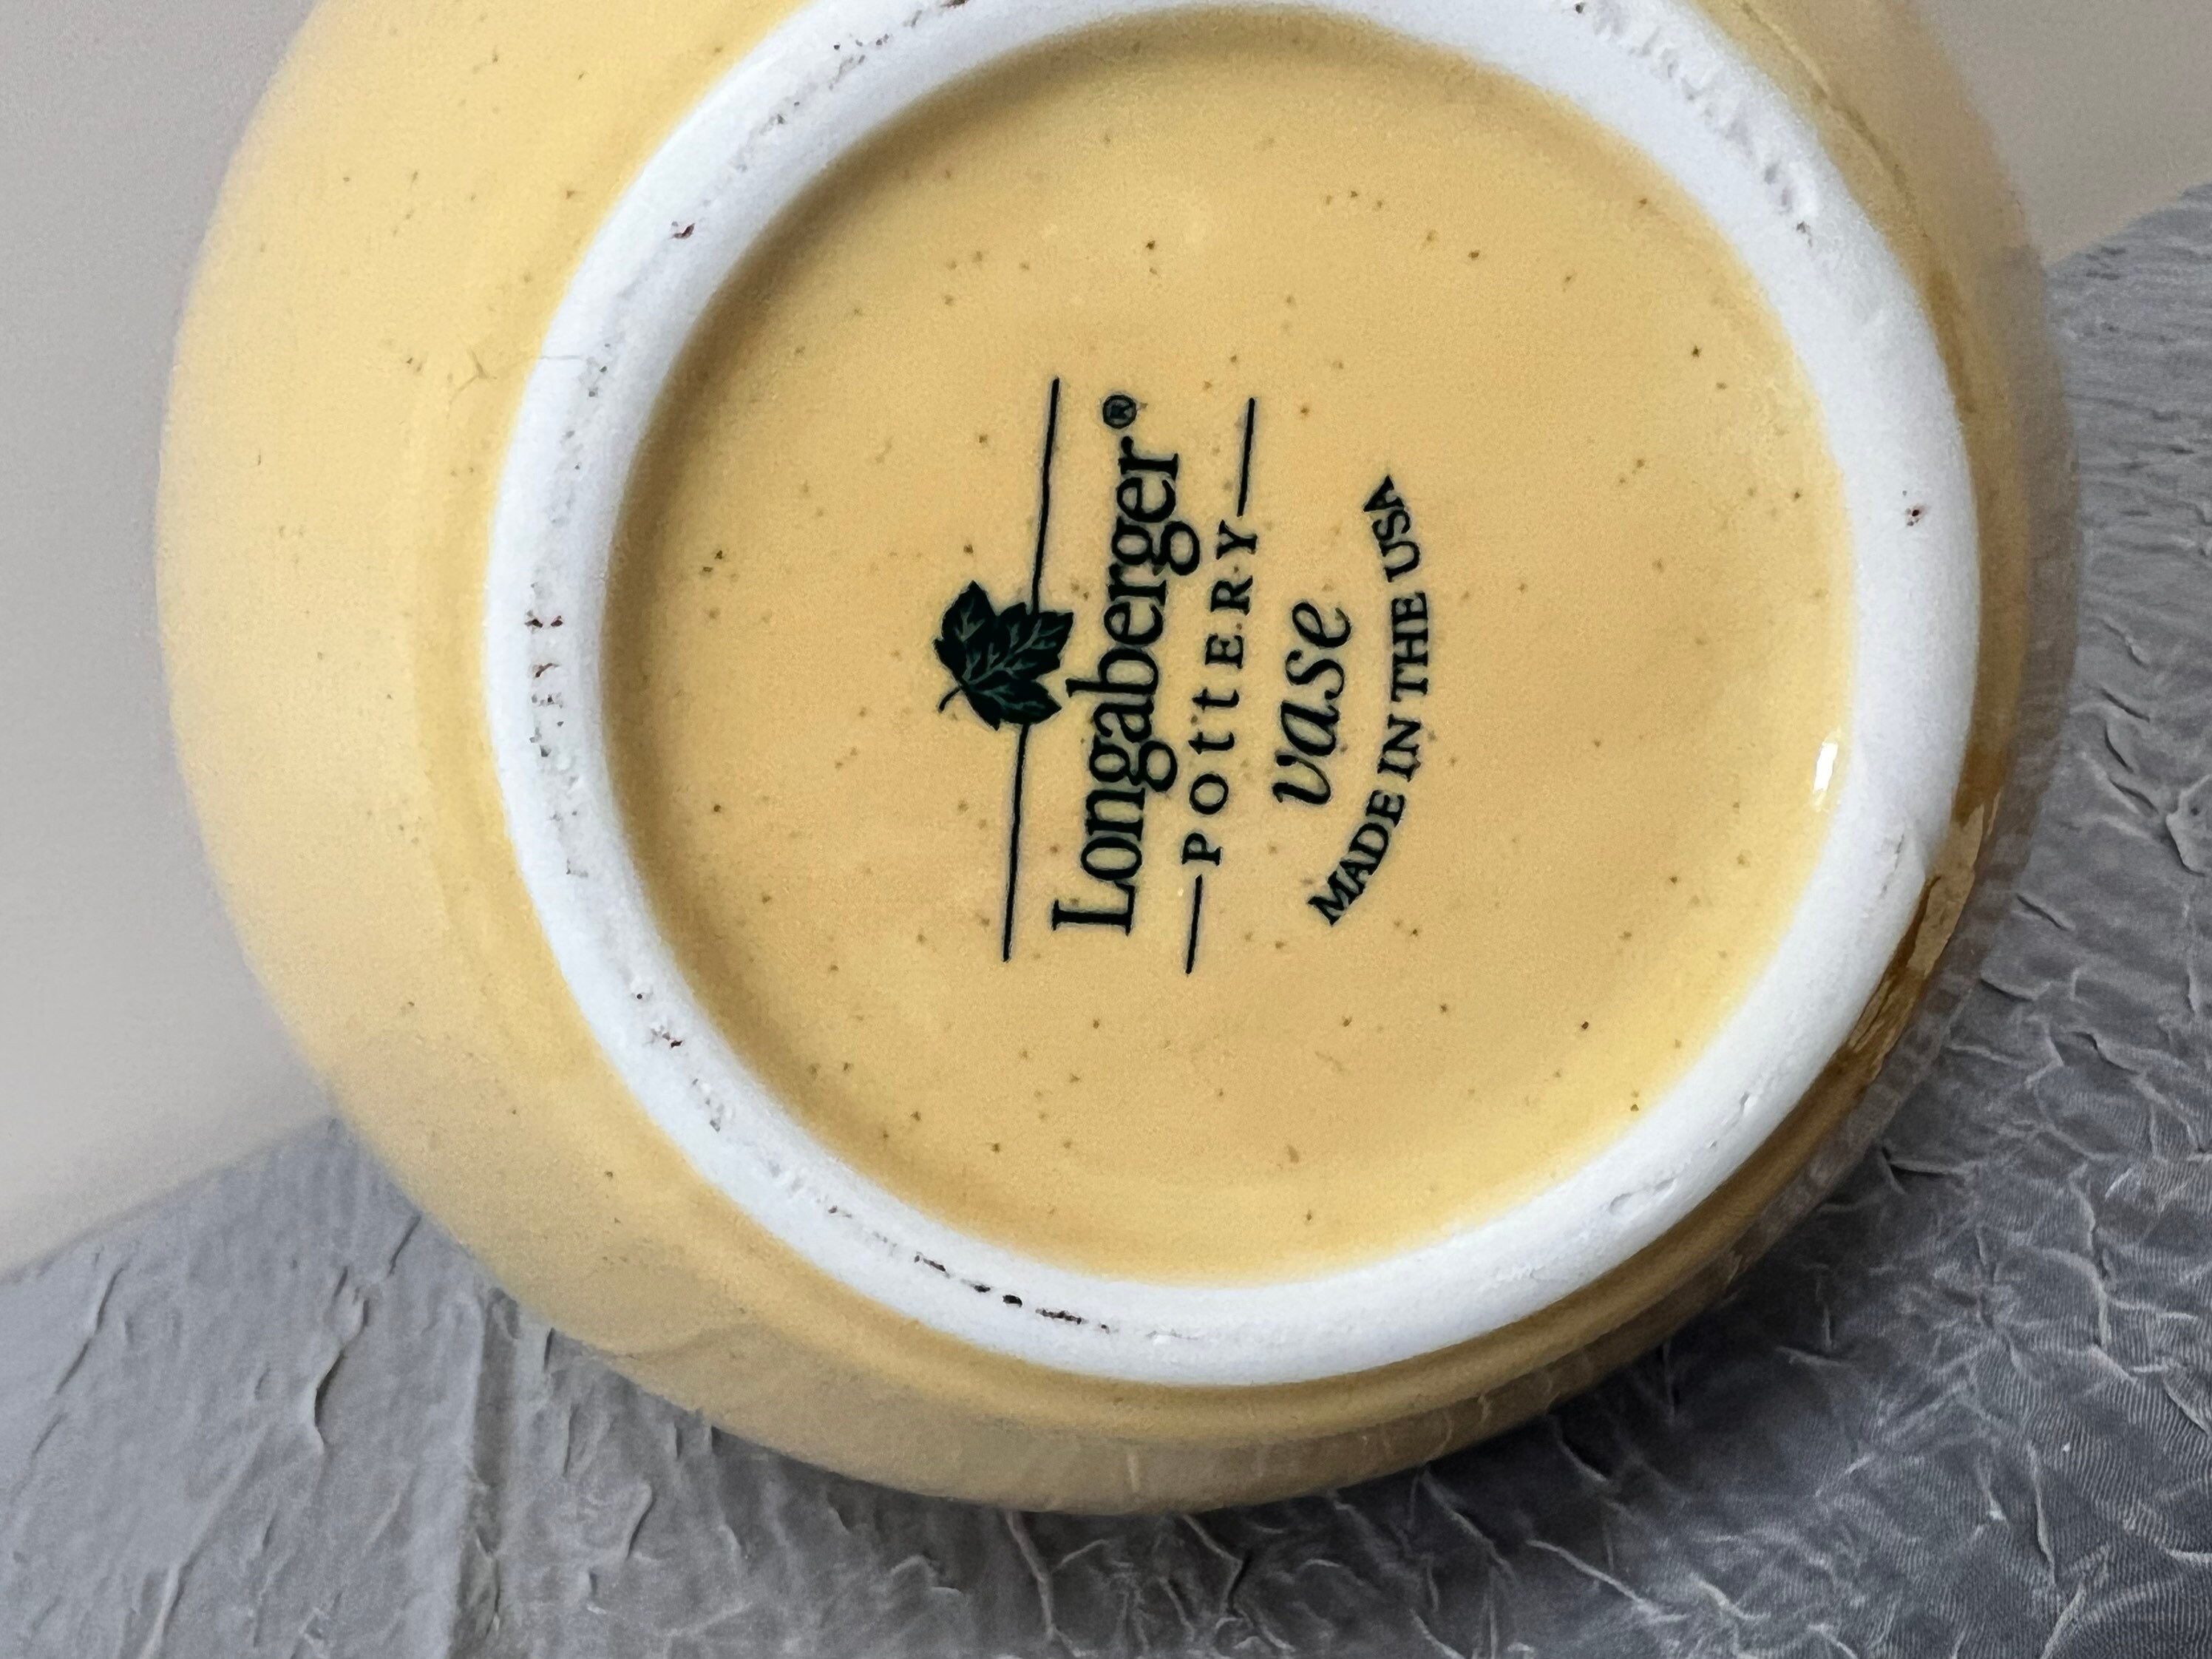 Longaberger®
POttERY
vase
MADE IN THE USA